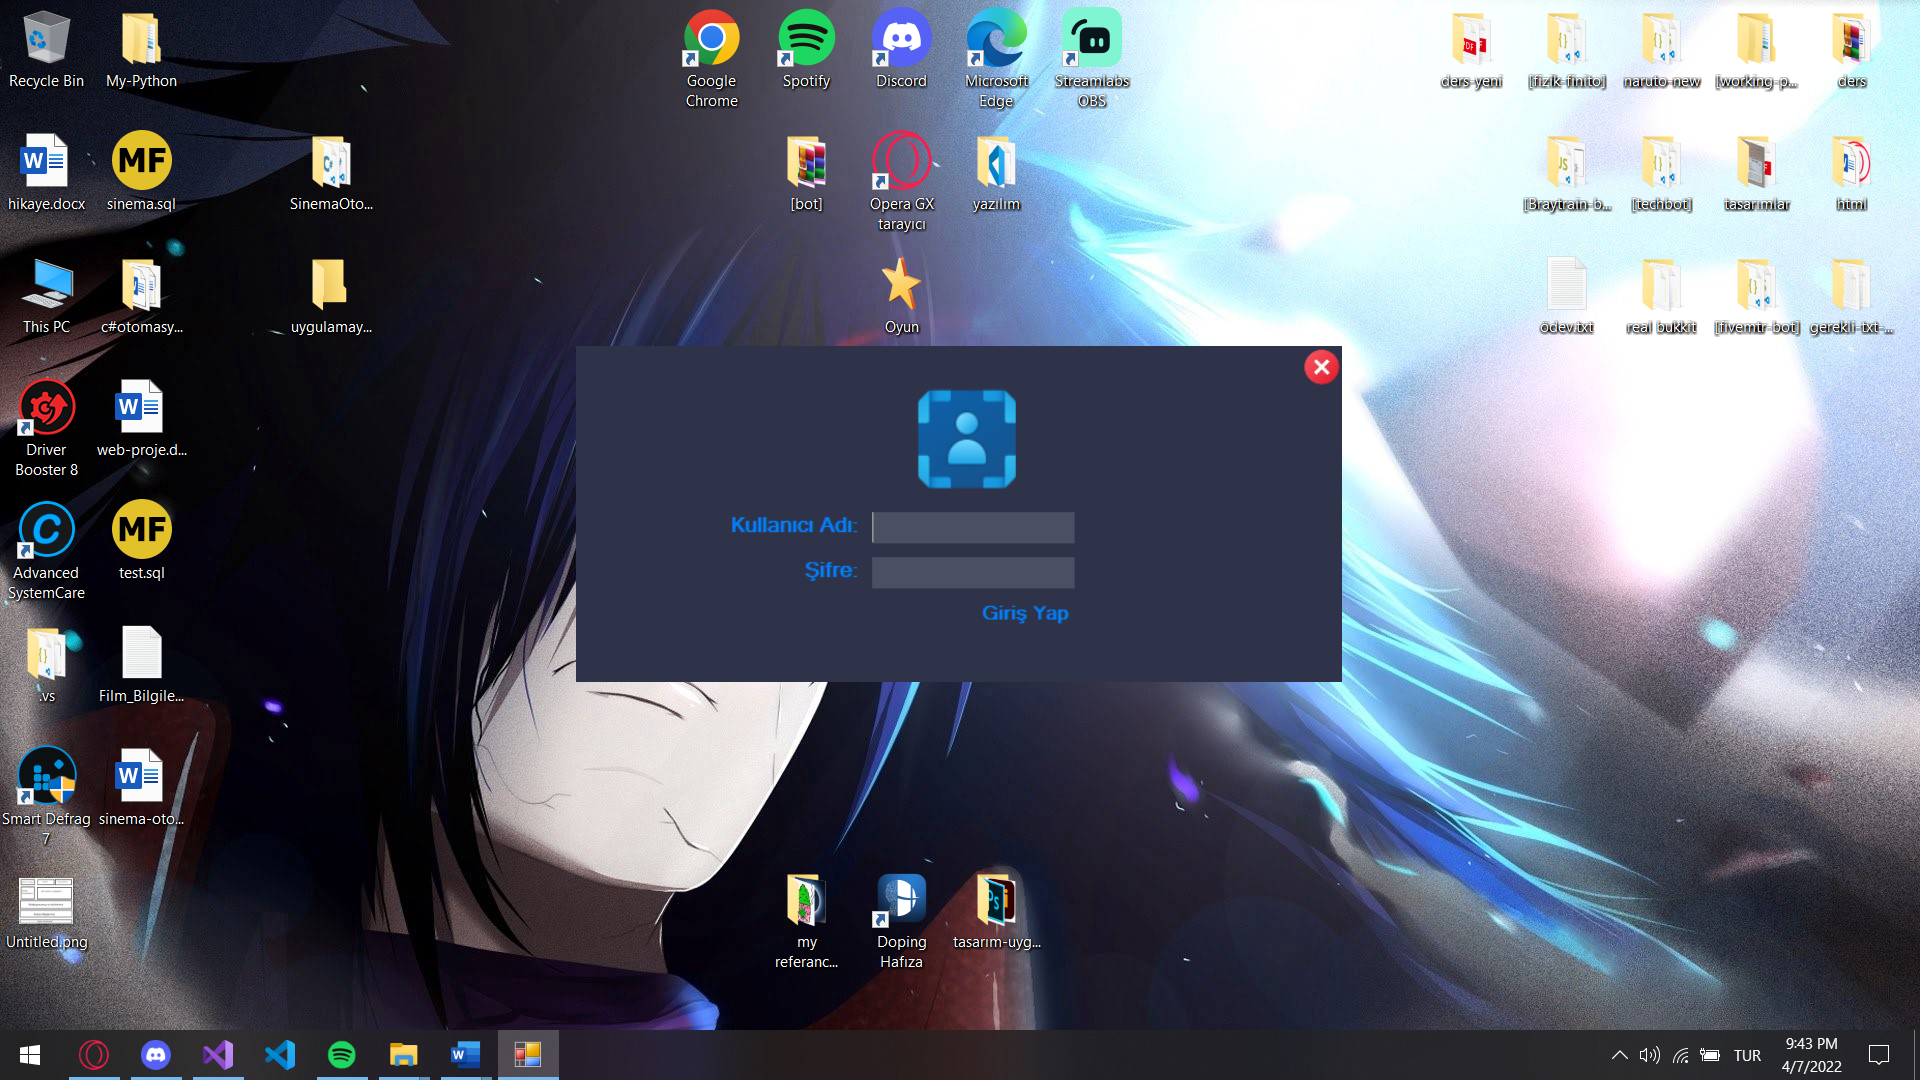 Recycle Bin
My-Python
Google
Chrome
Spotify
Discord
Microsoft
Edge
Streamlabs
OBS
ders-yeni
[fizik-finito]
naruto-new
[working-p...
ders
hikaye.docx
MF
sinema.sql
SinemaOto...
[bot]
Opera GX
tarayıcı
yazılım
[Braytrain-b...
[techbot]
tasarımlar
html
This PC
c#otomasy...
uygulamay...
Oyun
ödev.txt
real bukkit
[fivemtr-bot]
gerekli-txt-...
Driver
Booster 8
web-proje.d...
Kullanıcı Adı:
Şifre:
Giriş Yap
Advanced
SystemCare
MF
test.sql
.vs
Film_Bilgile...
Smart Defrag
7
sinema-oto...
Untitled.png
my
referanc...
Doping
Hafıza
tasarım-uyg...
TUR
9:43 PM
4/7/2022